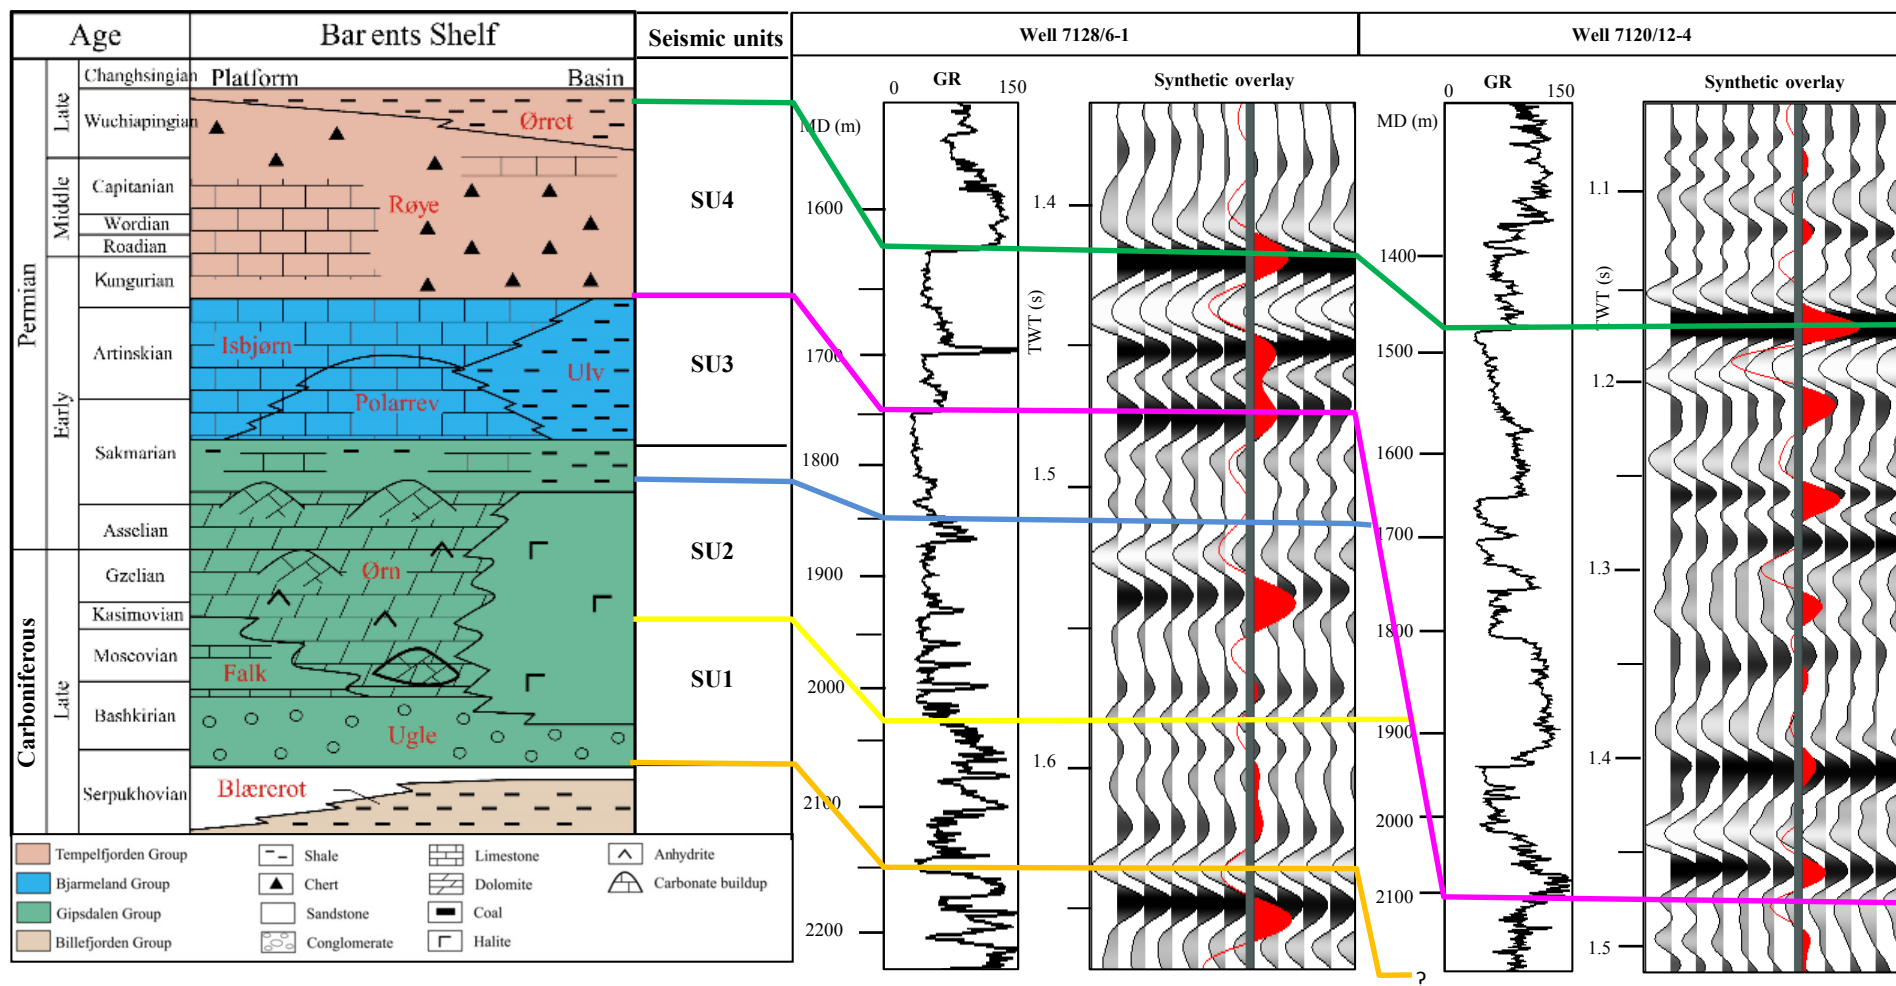 Age
Barents Shelf
Seismic units
Well 7128/6-1
Well 7120/12-4
Permian
Carboniferous
Late
Middle
Early
Late
Changhsingian
Wuchiapingian
Capitanian
Wordian
Roadian
Kungurian
Artinskian
Sakmarian
Asselian
Gzelian
Kasimovian
Moscovian
Bashkirian
Serpukhovian
Platform
Basin
Ørret
Røye
Isbjørn
Ulv
Polarrev
Ørn
Falk
Ugle
Blærerot
SU4
SU3
SU2
SU1
0 GR 150
MD (m)
1600
1700
1800
1900
2000
2100
2200
Synthetic overlay
TWT (s)
1.4
1.5
1.6
0 GR 150
MD (m)
1400
1500
1600
1700
1800
1900
2000
2100
Synthetic overlay
TWT (s)
1.1
1.2
1.3
1.4
1.5
?
Tempelfjorden Group
Bjarmeland Group
Gipsdalen Group
Billefjorden Group
Shale
Chert
Sandstone
Conglomerate
Limestone
Dolomite
Coal
Halite
Anhydrite
Carbonate buildup